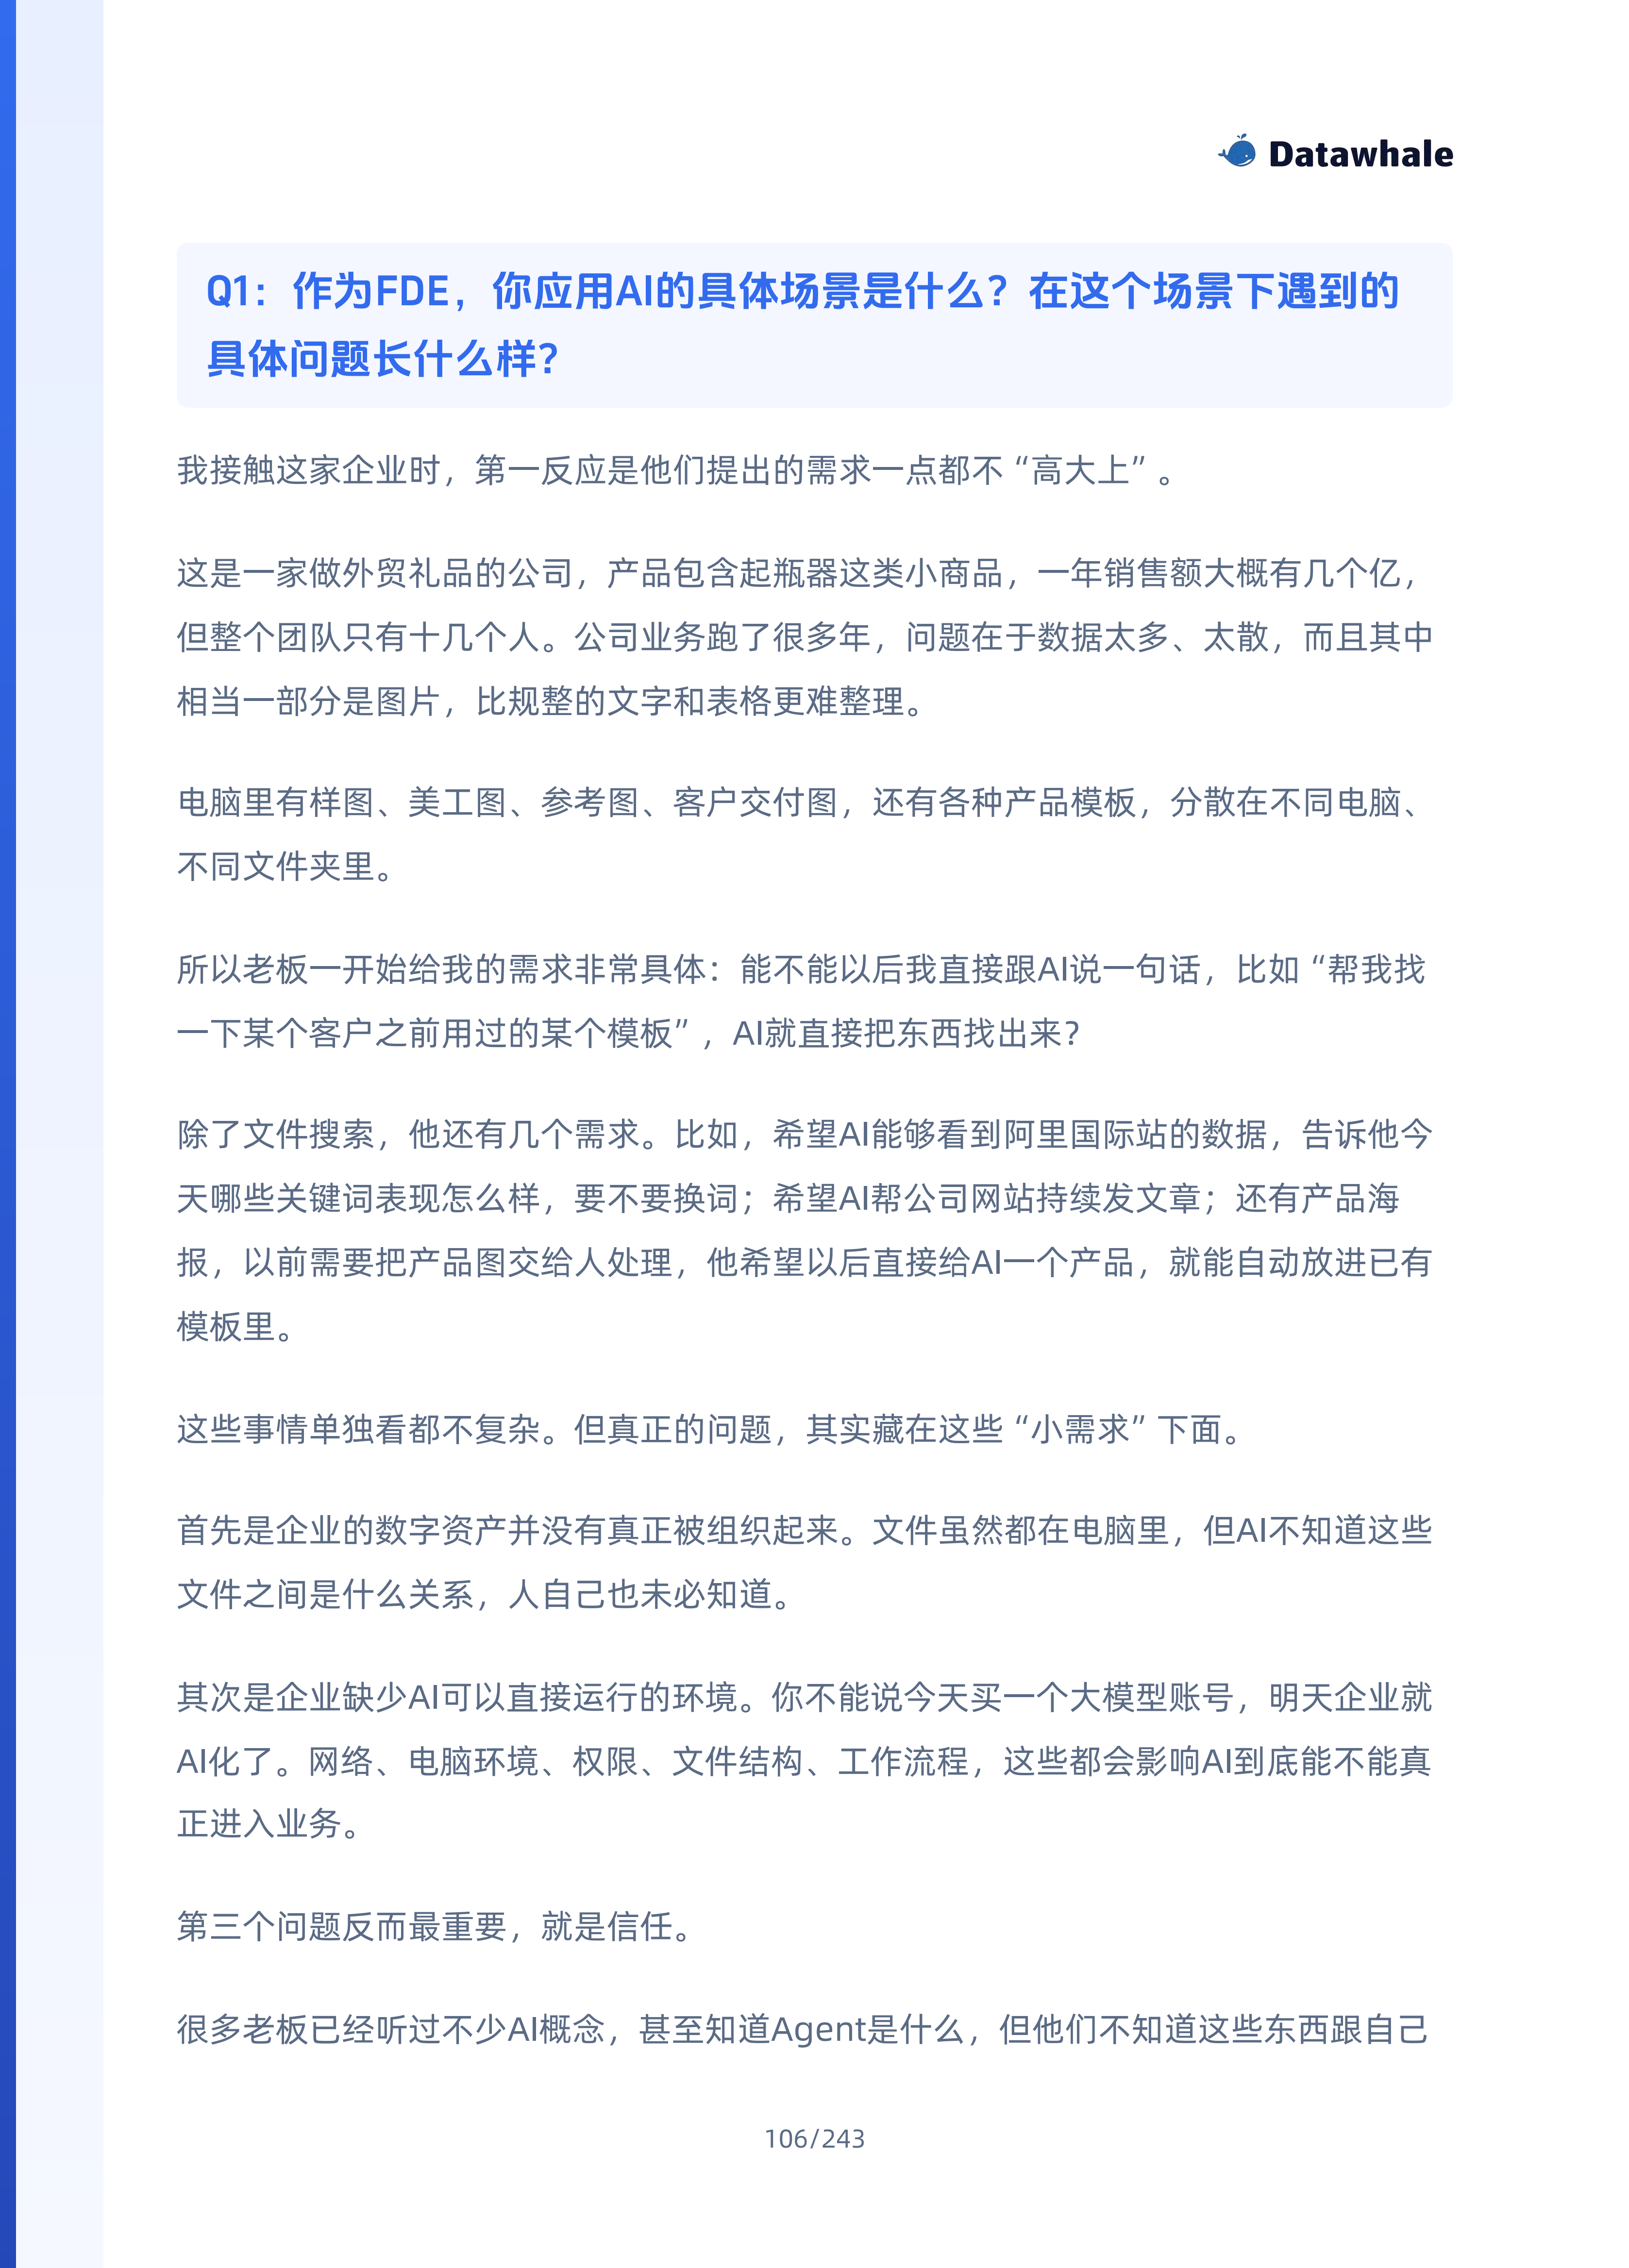 Datawhale
Q1：作为FDE，你应用AI的具体场景是什么？在这个场景下遇到的
具体问题长什么样？
我接触这家企业时，第一反应是他们提出的需求一点都不“高大上”。
这是一家做外贸礼品的公司，产品包含起瓶器这类小商品，一年销售额大概有几个亿，
但整个团队只有十几个人。公司业务跑了很多年，问题在于数据太多、太散，而且其中
相当一部分是图片，比规整的文字和表格更难整理。
电脑里有样图、美工图、参考图、客户交付图，还有各种产品模板，分散在不同电脑、
不同文件夹里。
所以老板一开始给我的需求非常具体：能不能以后我直接跟AI说一句话，比如“帮我找
一下某个客户之前用过的某个模板”，AI就直接把东西找出来？
除了文件搜索，他还有几个需求。比如，希望AI能够看到阿里国际站的数据，告诉他今
天哪些关键词表现怎么样，要不要换词；希望AI帮公司网站持续发文章；还有产品海
报，以前需要把产品图交给人处理，他希望以后直接给AI一个产品，就能自动放进已有
模板里。
这些事情单独看都不复杂。但真正的问题，其实藏在这些“小需求”下面。
首先是企业的数字资产并没有真正被组织起来。文件虽然都在电脑里，但AI不知道这些
文件之间是什么关系，人自己也未必知道。
其次是企业缺少AI可以直接运行的环境。你不能说今天买一个大模型账号，明天企业就
AI化了。网络、电脑环境、权限、文件结构、工作流程，这些都会影响AI到底能不能真
正进入业务。
第三个问题反而最重要，就是信任。
很多老板已经听过不少AI概念，甚至知道Agent是什么，但他们不知道这些东西跟自己
106/243